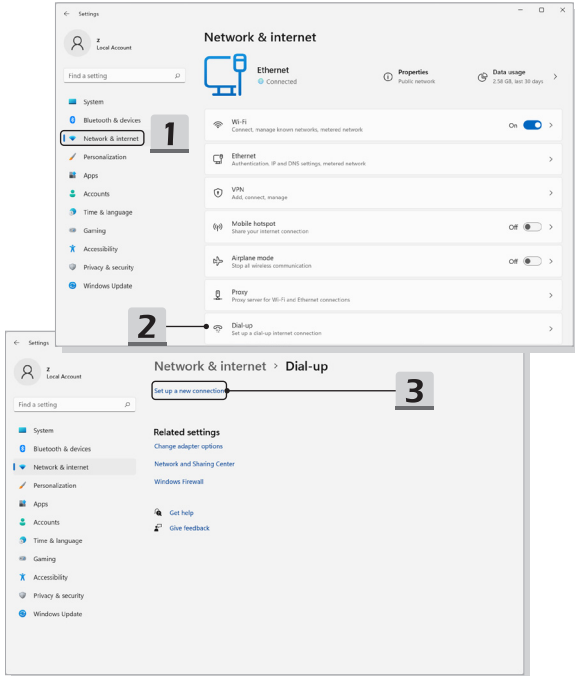 Settings
z
Local Account
Find a setting
System
Bluetooth & devices
Network & internet
Personalization
Apps
Accounts
Time & language
Gaming
Accessibility
Privacy & security
Windows Update
1
Network & internet
Ethernet
Connected
Properties
Public network
Data usage
2.58 GB, last 30 days
Wi-Fi
Connect, manage known networks, metered network
On
Ethernet
Authentication, IP and DNS settings, metered network
VPN
Add, connect, manage
Mobile hotspot
Share your internet connection
Off
Airplane mode
Stop all wireless communication
Off
Proxy
Proxy server for Wi-Fi and Ethernet connections
2
Dial-up
Set up a dial-up internet connection
Settings
z
Local Account
Find a setting
System
Bluetooth & devices
Network & internet
Personalization
Apps
Accounts
Time & language
Gaming
Accessibility
Privacy & security
Windows Update
Network & internet > Dial-up
Set up a new connection
3
Related settings
Change adapter options
Network and Sharing Center
Windows Firewall
Get help
Give feedback